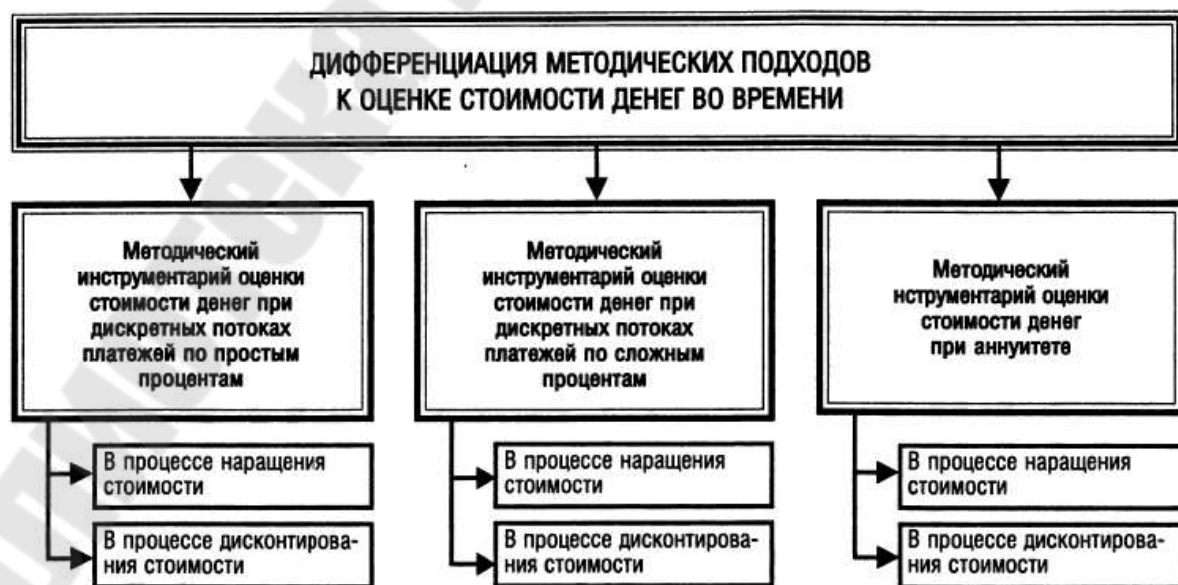 ДИФФЕРЕНЦИАЦИЯ МЕТОДИЧЕСКИХ ПОДХОДОВ
К ОЦЕНКЕ СТОИМОСТИ ДЕНЕГ ВО ВРЕМЕНИ
Методический
инструментарий оценки
стоимости денег при
дискретных потоках
платежей по простым
процентам
В процессе наращения
стоимости
В процессе дисконтирова-
ния стоимости
Методический
инструментарий оценки
стоимости денег при
дискретных потоках
платежей по сложным
процентам
В процессе наращения
стоимости
В процессе дисконтирова-
ния стоимости
Методический
нструментарий оценки
стоимости денег
при аннуитете
В процессе наращения
стоимости
В процессе дисконтирова-
ния стоимости